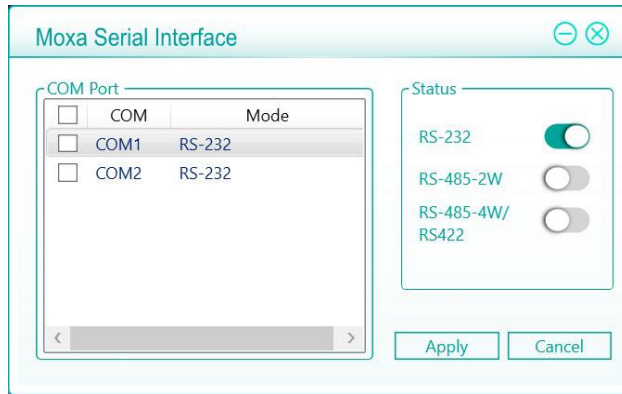 Moxa Serial Interface
COM Port
COM Mode
COM1 RS-232
COM2 RS-232
Status
RS-232
RS-485-2W
RS-485-4W/
RS422
Apply Cancel